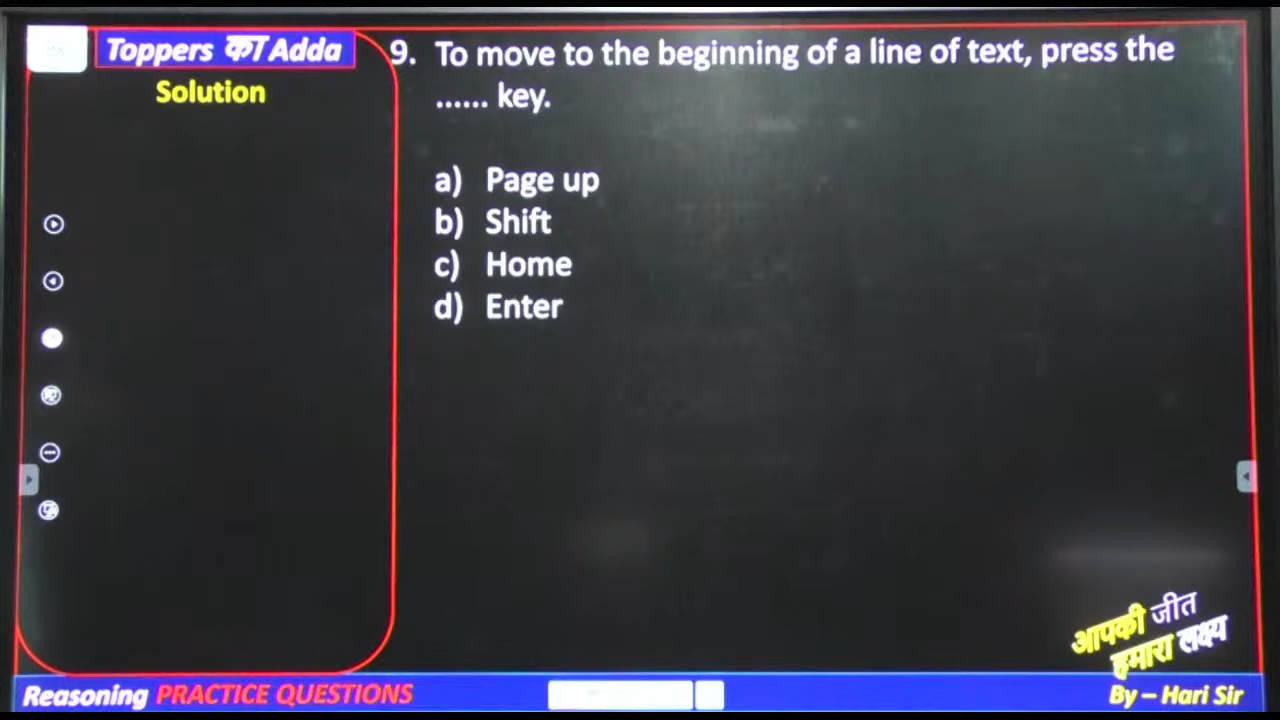 Toppers का Adda
Solution
9. To move to the beginning of a line of text, press the
...... key.
a) Page up
b) Shift
c) Home
d) Enter
आपकी जीत
हमारा लक्ष्य
Reasoning PRACTICE QUESTIONS
By – Hari Sir